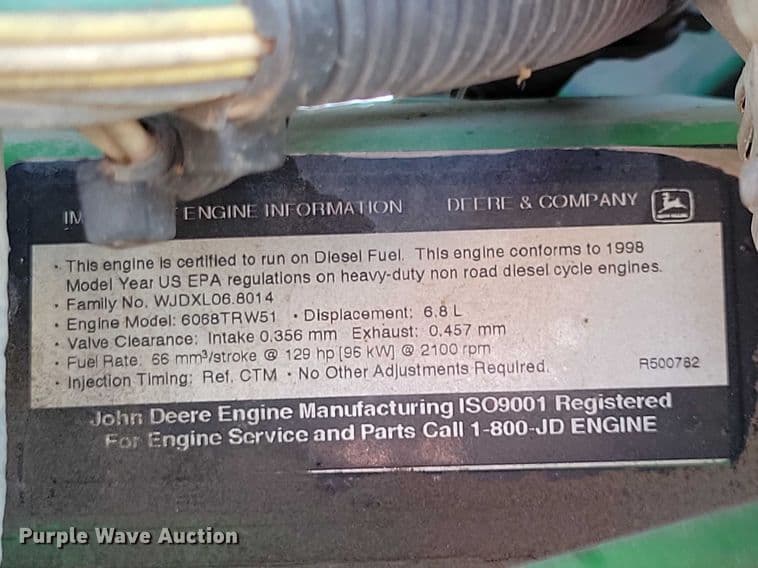 IM ENGINE INFORMATION DEERE & COMPANY
• This engine is certified to run on Diesel Fuel. This engine conforms to 1998
Model Year US EPA regulations on heavy-duty non road diesel cycle engines.
• Family No. WJDXL06.8014
• Engine Model: 6068TRW51 • Displacement: 6.8 L
• Valve Clearance: Intake 0.356 mm Exhaust: 0.457 mm
• Fuel Rate: 66 mm³/stroke @ 129 hp [96 kW] @ 2100 rpm
• Injection Timing: Ref. CTM • No Other Adjustments Required.
R500782
John Deere Engine Manufacturing ISO9001 Registered
For Engine Service and Parts Call 1-800-JD ENGINE
Purple Wave Auction